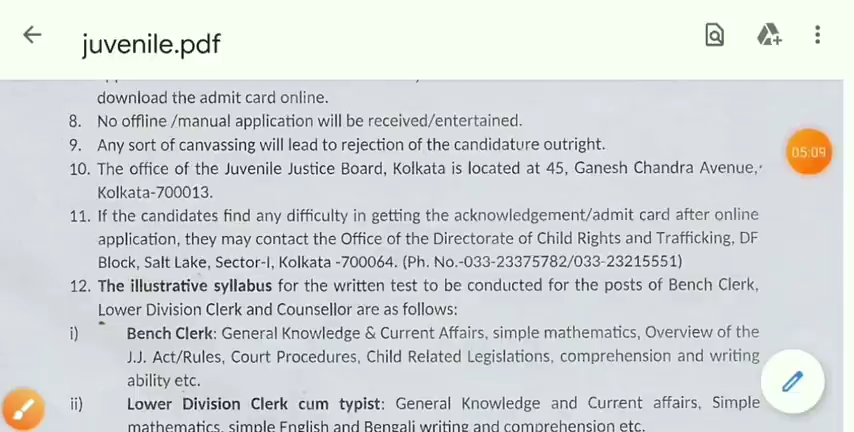 juvenile.pdf
download the admit card online.
05:09
8. No offline /manual application will be received/entertained.
9. Any sort of canvassing will lead to rejection of the candidature outright.
10. The office of the Juvenile Justice Board, Kolkata is located at 45, Ganesh Chandra Avenue,
Kolkata-700013.
11. If the candidates find any difficulty in getting the acknowledgement/admit card after online
application, they may contact the Office of the Directorate of Child Rights and Trafficking, DF
Block, Salt Lake, Sector-I, Kolkata -700064. (Ph. No.-033-23375782/033-23215551)
12. The illustrative syllabus for the written test to be conducted for the posts of Bench Clerk,
Lower Division Clerk and Counsellor are as follows:
i) Bench Clerk: General Knowledge & Current Affairs, simple mathematics, Overview of the
J.J. Act/Rules, Court Procedures, Child Related Legislations, comprehension and writing
ability etc.
ii) Lower Division Clerk cum typist: General Knowledge and Current affairs, Simple
mathematics, simple English and Bengali writing and comprehension etc.